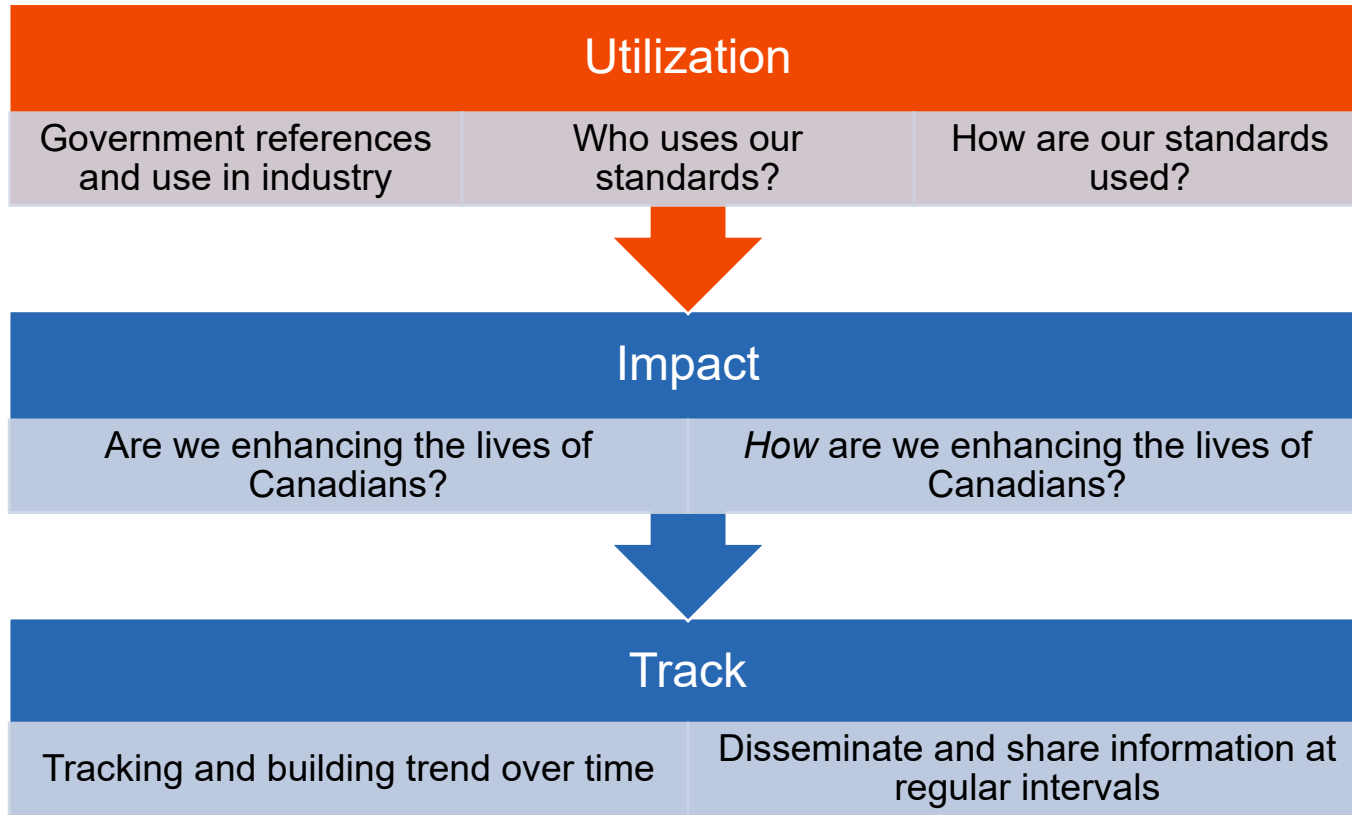 Utilization
Government references
and use in industry
Who uses our
standards?
How are our standards
used?
Impact
Are we enhancing the lives of
Canadians?
How are we enhancing the lives of
Canadians?
Track
Tracking and building trend over time
Disseminate and share information at
regular intervals